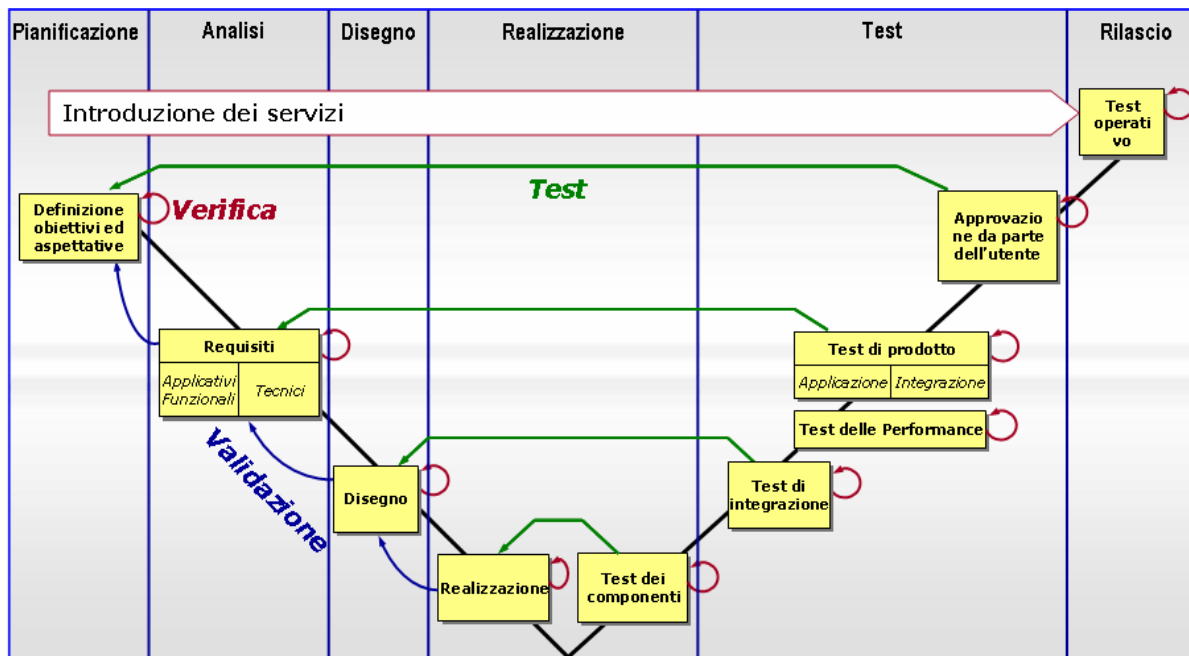 Pianificazione
Analisi
Disegno
Realizzazione
Test
Rilascio
Introduzione dei servizi
Test
operati
vo
Test
Definizione
obiettivi ed
aspettative
Verifica
Approvazio
ne da parte
dell'utente
Requisiti
Applicativi
Funzionali
Tecnici
Test di prodotto
Applicazione
Integrazione
Test delle Performance
Validazione
Disegno
Test di
integrazione
Realizzazione
Test dei
componenti